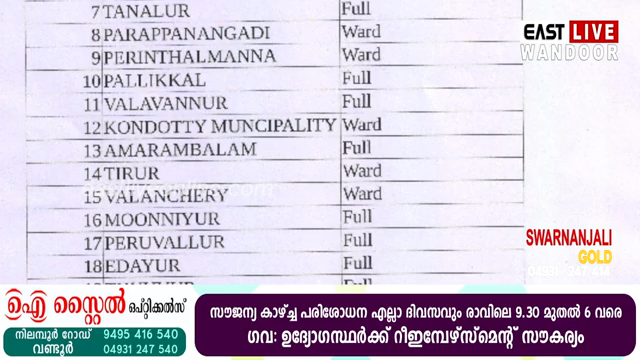 7 TANALUR Full
8 PARAPPANANGADI Ward
9 PERINTHALMANNA Ward
10 PALLIKKAL Full
11 VALAVANNUR Full
12 KONDOTTY MUNCIPALITY Ward
13 AMARAMBALAM Full
14 TIRUR Ward
15 VALANCHERY Ward
16 MOONNIYUR Full
17 PERUVALLUR Full
18 EDAYUR Full
EAST LIVE
WANDOOR
SWARNANJALI
GOLD
04931 247 414
ഐ സ്റ്റൈൽ ഒപ്റ്റിക്കൽസ്
നിലമ്പൂർ റോഡ് 9495 416 540
വണ്ടൂർ 04931 247 540
സൗജന്യ കാഴ്ച്ച പരിശോധന എല്ലാ ദിവസവും രാവിലെ 9.30 മുതൽ 6 വരെ
ഗവ: ഉദ്യോഗസ്ഥർക്ക് റീഇമ്പേഴ്സ്മെന്റ് സൗകര്യം